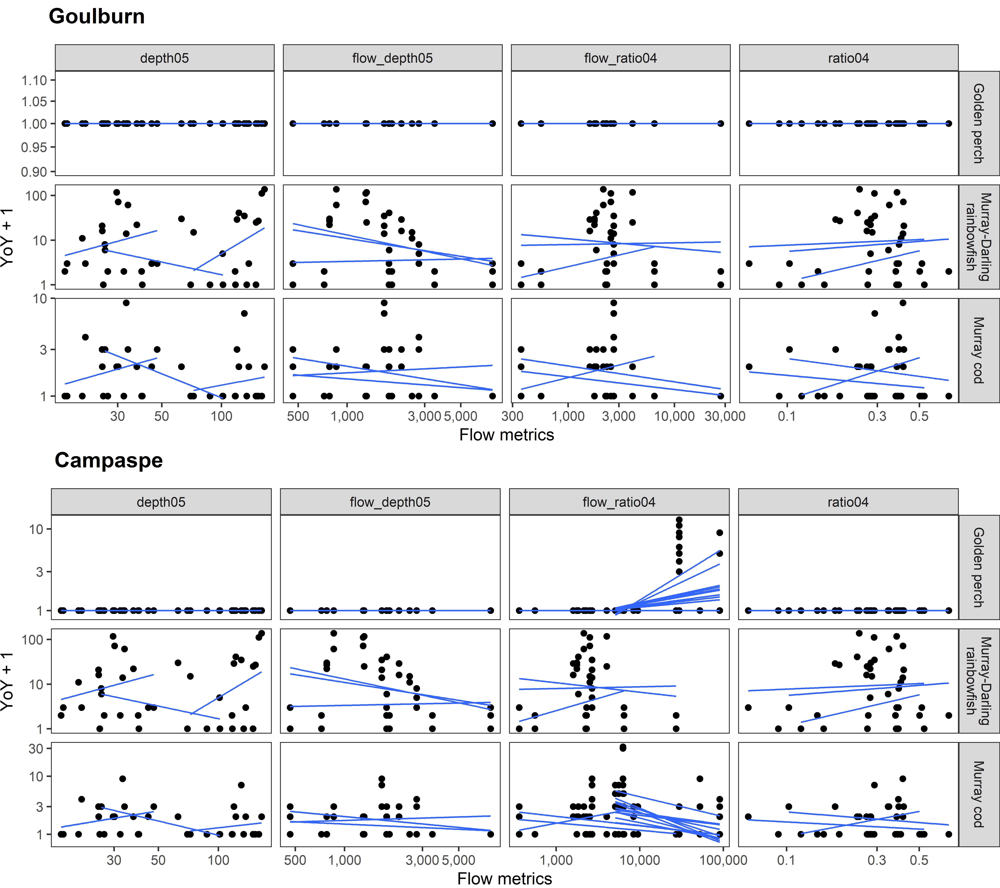 Goulburn
depth05 flow_depth05 flow_ratio04 ratio04
1.10
1.05
1.00
0.95
0.90
Golden perch
100
10
1
Murray-Darling
rainbowfish
10
3
1
Murray cod
YoY + 1
30 50 100 500 1,000 3,000 5,000 300 1,000 3,000 10,000 30,000 0.1 0.3 0.5
Flow metrics
Campaspe
depth05 flow_depth05 flow_ratio04 ratio04
10
3
1
Golden perch
100
10
1
Murray-Darling
rainbowfish
30
10
3
1
Murray cod
YoY + 1
30 50 100 500 1,000 3,000 5,000 1,000 10,000 100,000 0.1 0.3 0.5
Flow metrics